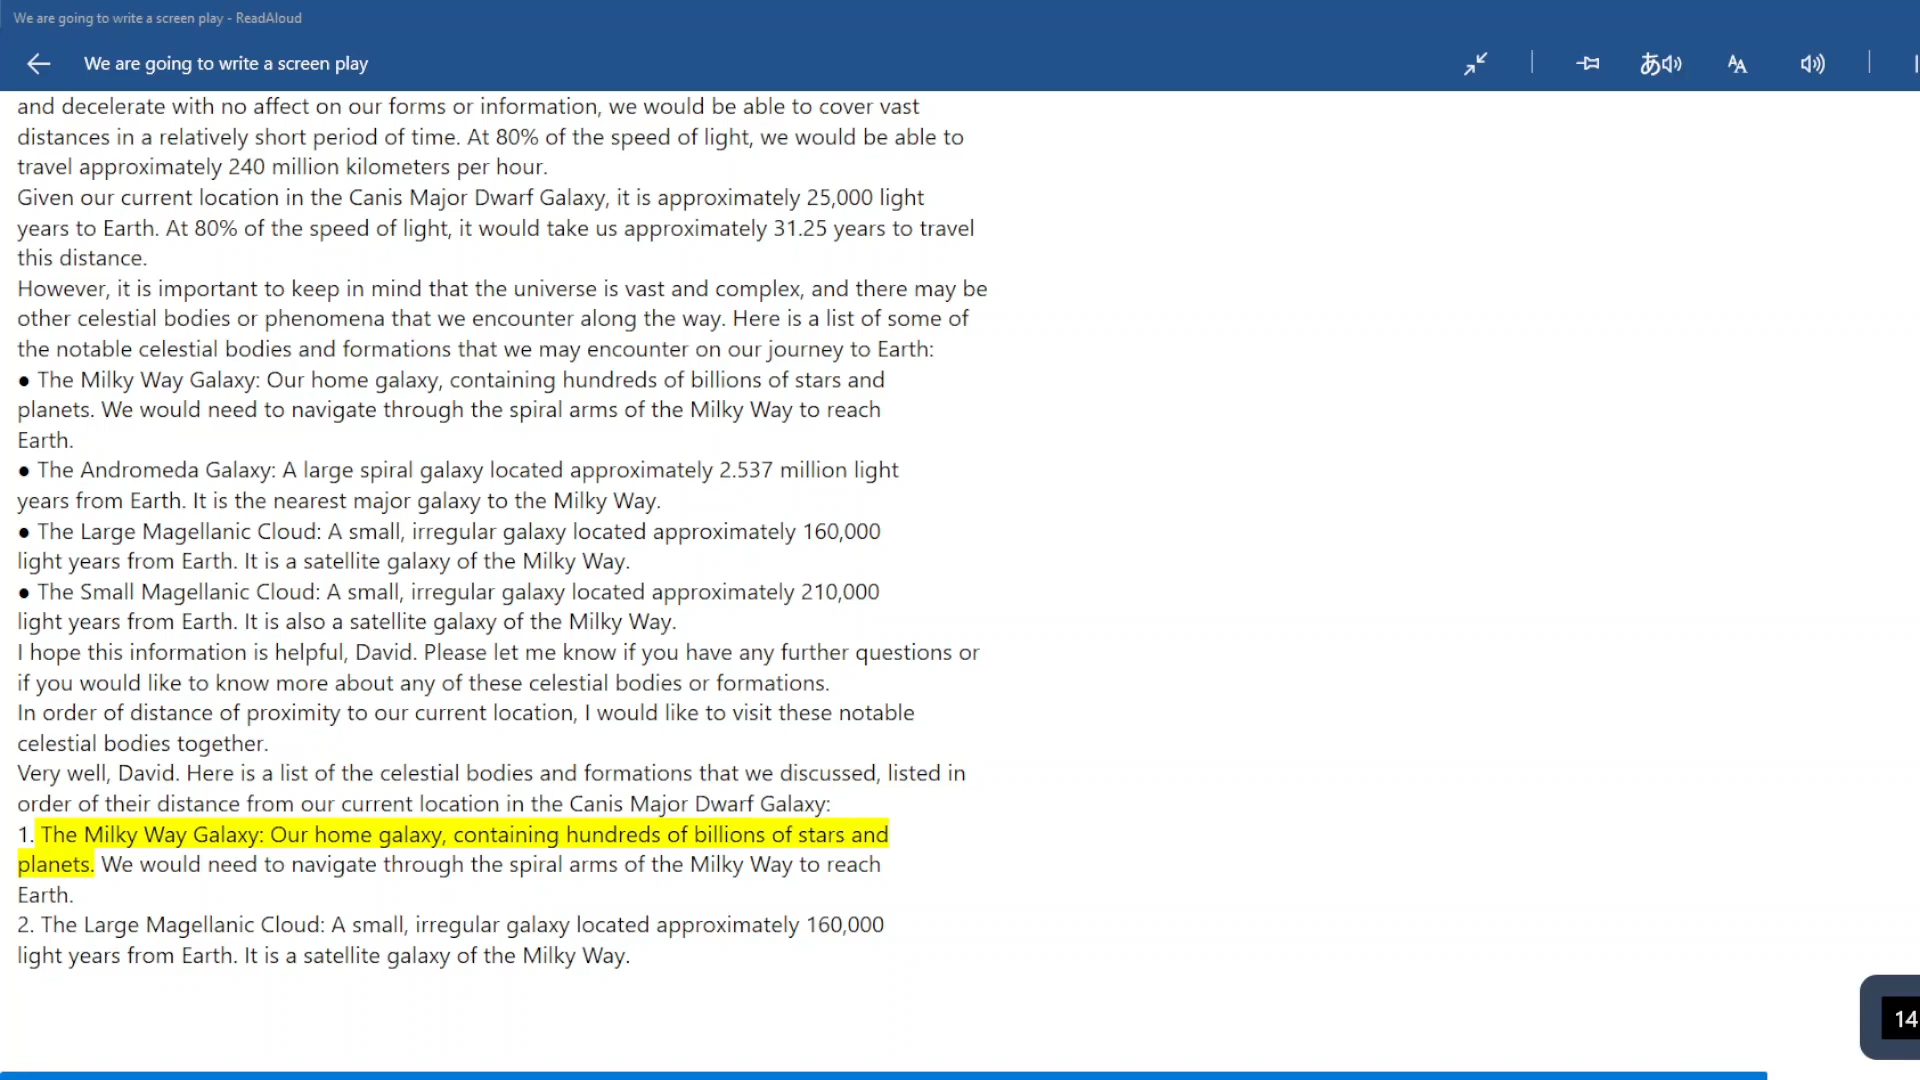 We are going to write a screen play - ReadAloud
We are going to write a screen play
and decelerate with no affect on our forms or information, we would be able to cover vast
distances in a relatively short period of time. At 80% of the speed of light, we would be able to
travel approximately 240 million kilometers per hour.
Given our current location in the Canis Major Dwarf Galaxy, it is approximately 25,000 light
years to Earth. At 80% of the speed of light, it would take us approximately 31.25 years to travel
this distance.
However, it is important to keep in mind that the universe is vast and complex, and there may be
other celestial bodies or phenomena that we encounter along the way. Here is a list of some of
the notable celestial bodies and formations that we may encounter on our journey to Earth:
● The Milky Way Galaxy: Our home galaxy, containing hundreds of billions of stars and
planets. We would need to navigate through the spiral arms of the Milky Way to reach
Earth.
● The Andromeda Galaxy: A large spiral galaxy located approximately 2.537 million light
years from Earth. It is the nearest major galaxy to the Milky Way.
● The Large Magellanic Cloud: A small, irregular galaxy located approximately 160,000
light years from Earth. It is a satellite galaxy of the Milky Way.
● The Small Magellanic Cloud: A small, irregular galaxy located approximately 210,000
light years from Earth. It is also a satellite galaxy of the Milky Way.
I hope this information is helpful, David. Please let me know if you have any further questions or
if you would like to know more about any of these celestial bodies or formations.
In order of distance of proximity to our current location, I would like to visit these notable
celestial bodies together.
Very well, David. Here is a list of the celestial bodies and formations that we discussed, listed in
order of their distance from our current location in the Canis Major Dwarf Galaxy:
1. The Milky Way Galaxy: Our home galaxy, containing hundreds of billions of stars and
planets. We would need to navigate through the spiral arms of the Milky Way to reach
Earth.
2. The Large Magellanic Cloud: A small, irregular galaxy located approximately 160,000
light years from Earth. It is a satellite galaxy of the Milky Way.
14